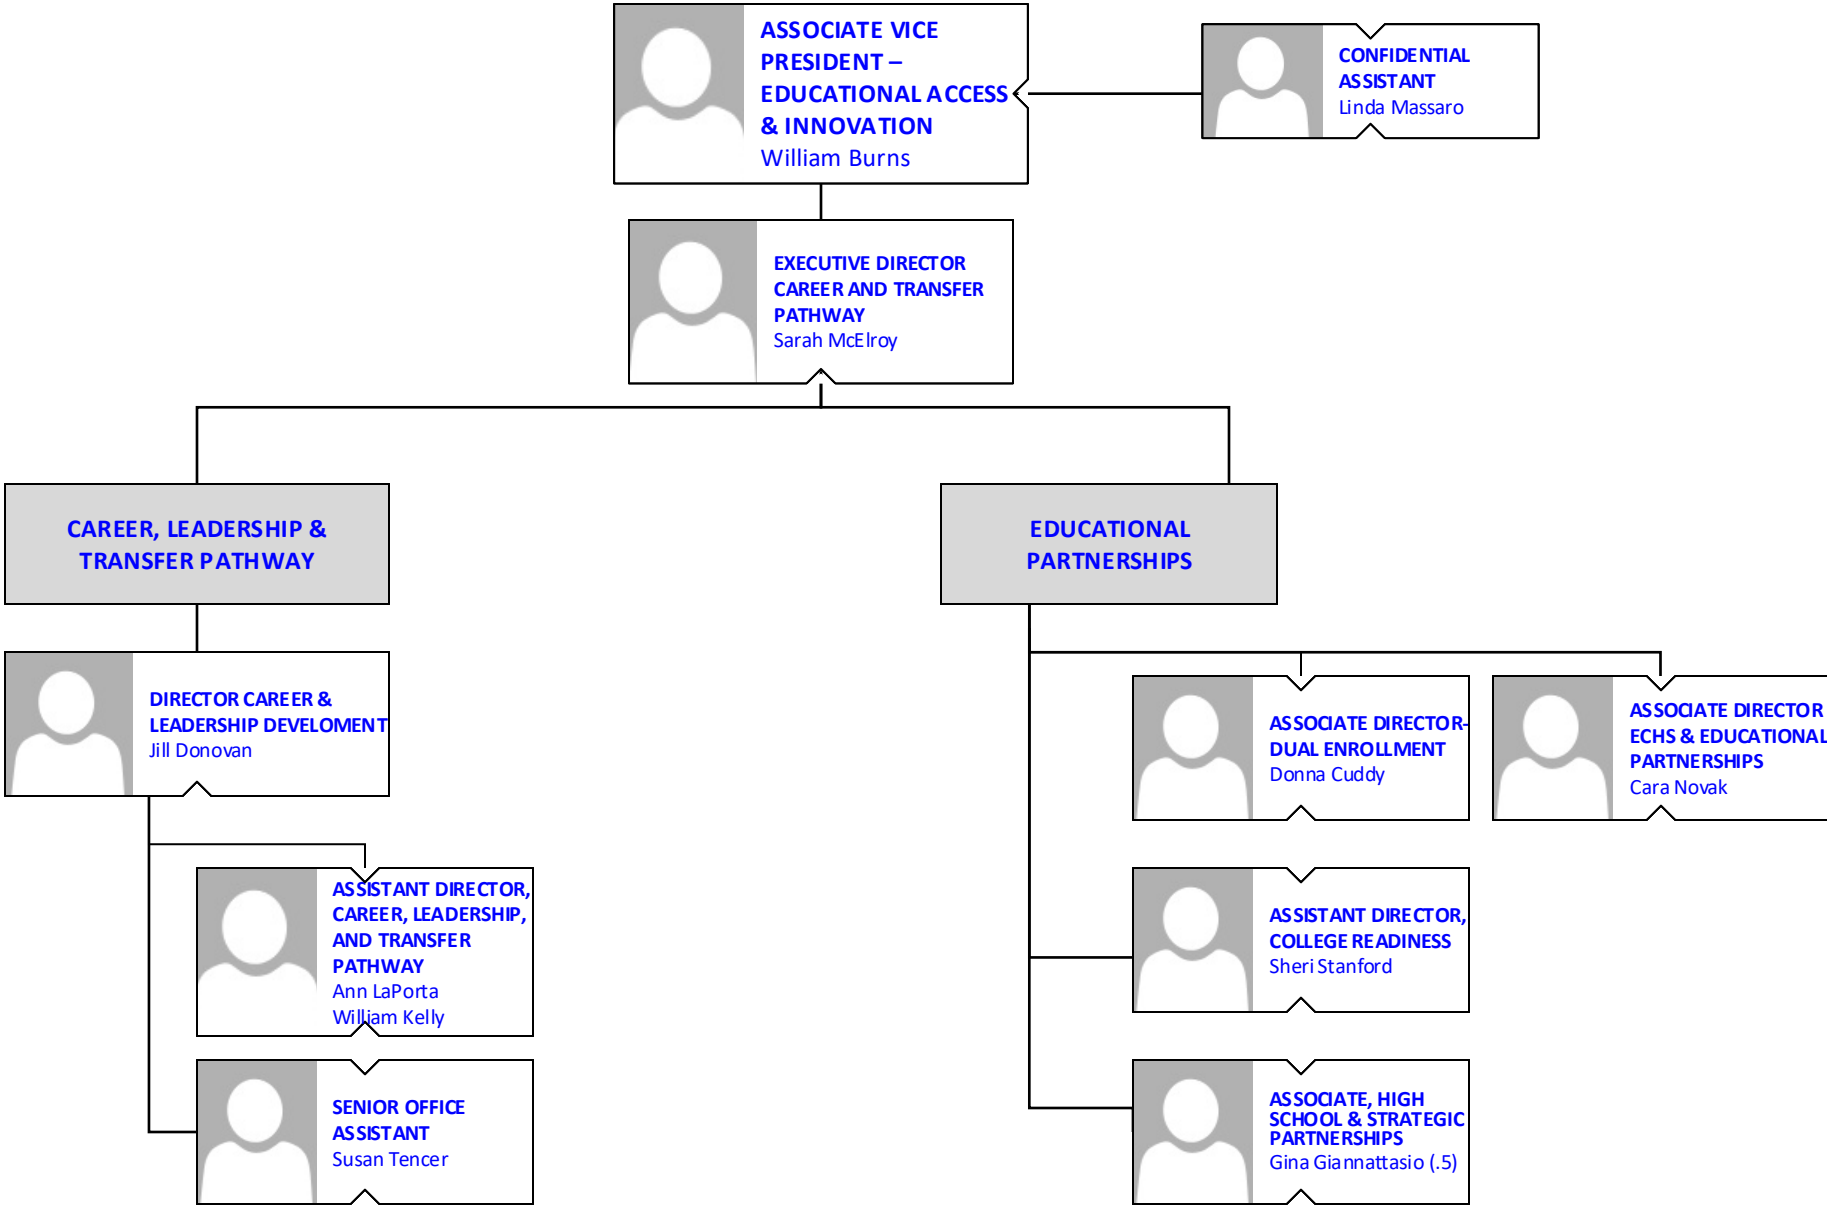 ASSOCIATE VICE
PRESIDENT –
EDUCATIONAL ACCESS
& INNOVATION
William Burns
CONFIDENTIAL
ASSISTANT
Linda Massaro
EXECUTIVE DIRECTOR
CAREER AND TRANSFER
PATHWAY
Sarah McElroy
CAREER, LEADERSHIP &
TRANSFER PATHWAY
EDUCATIONAL
PARTNERSHIPS
DIRECTOR CAREER &
LEADERSHIP DEVELOMENT
Jill Donovan
ASSOCIATE DIRECTOR-
DUAL ENROLLMENT
Donna Cuddy
ASSOCIATE DIRECTOR
ECHS & EDUCATIONAL
PARTNERSHIPS
Cara Novak
ASSISTANT DIRECTOR,
CAREER, LEADERSHIP,
AND TRANSFER
PATHWAY
Ann LaPorta
William Kelly
ASSISTANT DIRECTOR,
COLLEGE READINESS
Sheri Stanford
SENIOR OFFICE
ASSISTANT
Susan Tencer
ASSOCIATE, HIGH
SCHOOL & STRATEGIC
PARTNERSHIPS
Gina Giannattasio (.5)